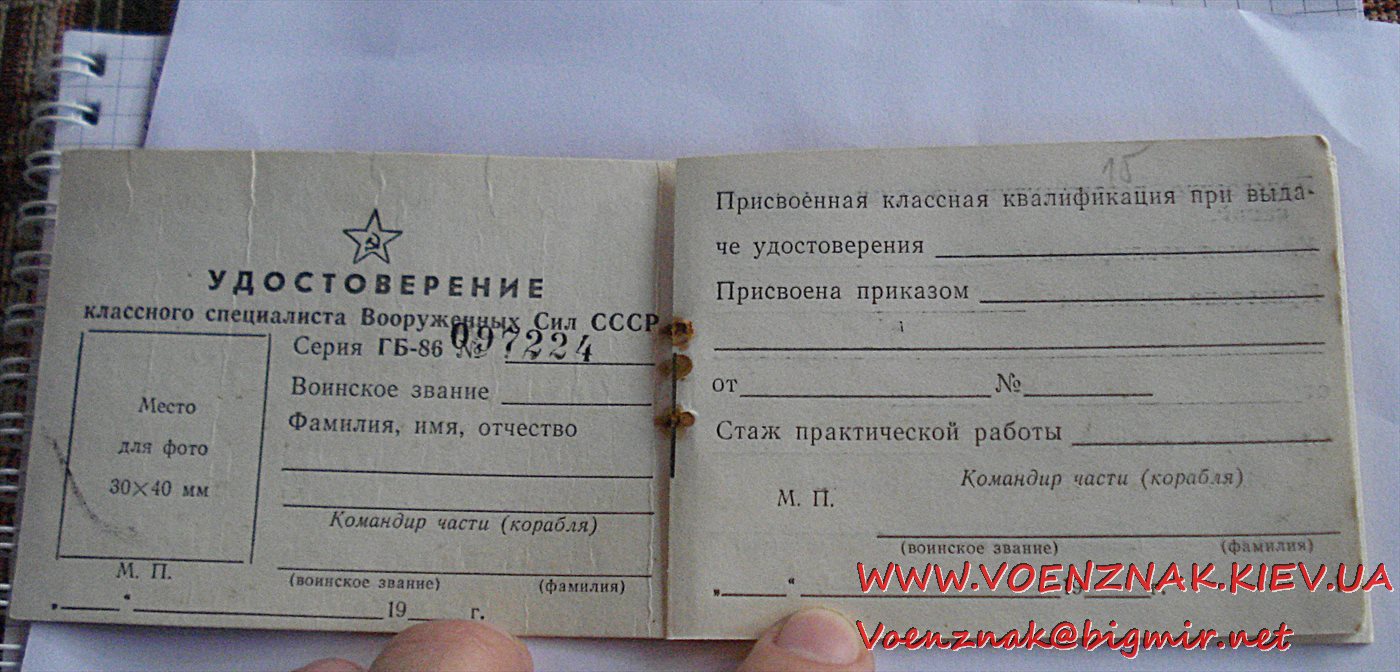 УДОСТОВЕРЕНИЕ
классного специалиста Вооруженных Сил СССР
Серия ГБ-86 № 097224
Место
для фото
30×40 мм
Воинское звание
Фамилия, имя, отчество
Командир части (корабля)
М. П.
(воинское звание) (фамилия)
„ “ 19 г.
15
Присвоенная классная квалификация при выда-
че удостоверения
Присвоена приказом
от №
Стаж практической работы
Командир части (корабля)
М. П.
(воинское звание) (фамилия)
„ “ 19 г.
WWW.VOENZNAK.KIEV.UA
Voenznak@bigmir.net